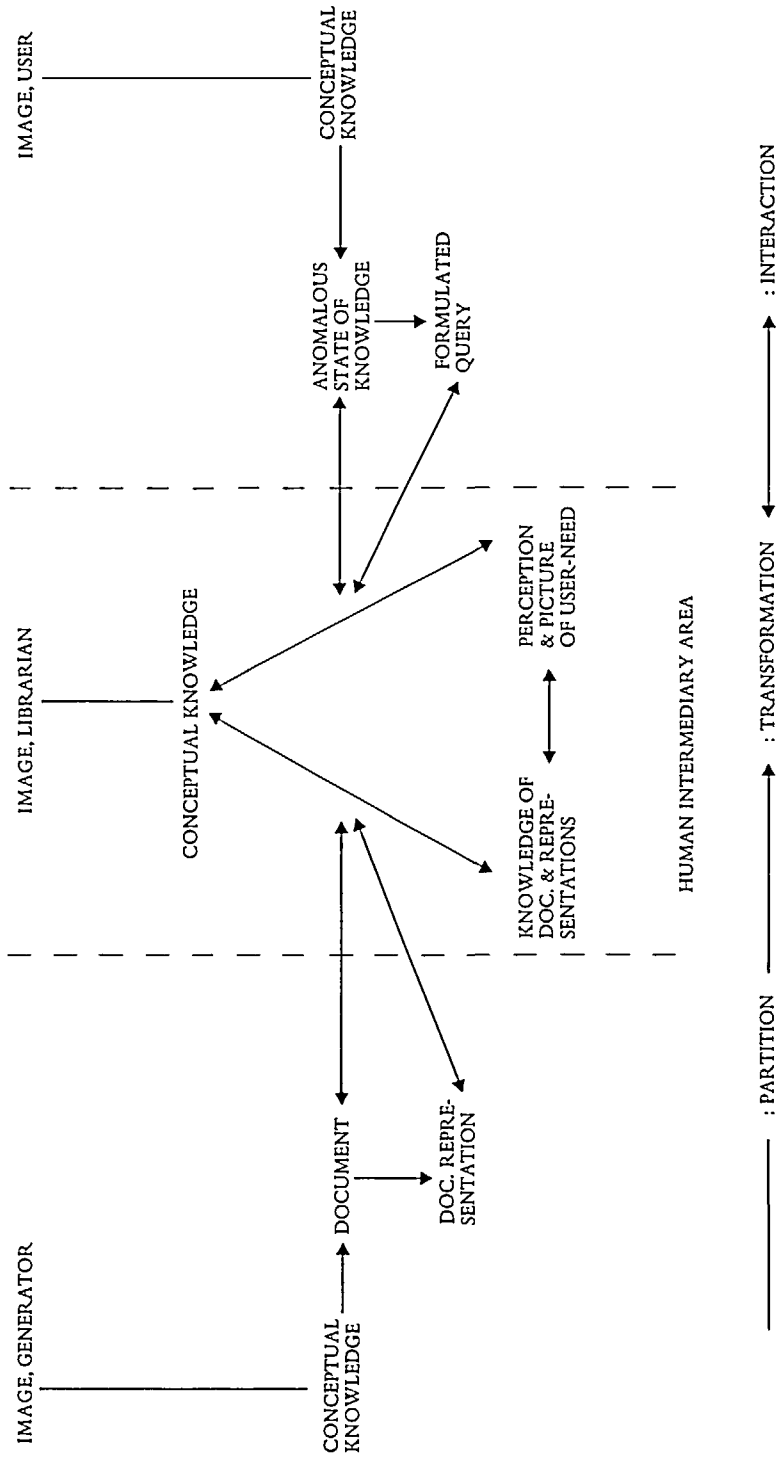 IMAGE, GENERATOR
IMAGE, LIBRARIAN
IMAGE, USER
CONCEPTUAL KNOWLEDGE
CONCEPTUAL
KNOWLEDGE
DOCUMENT
DOC. REPRE-
SENTATION
ANOMALOUS
STATE OF
KNOWLEDGE
FORMULATED
QUERY
CONCEPTUAL
KNOWLEDGE
KNOWLEDGE OF
DOC. & REPRE-
SENTATIONS
PERCEPTION
& PICTURE
OF USER-NEED
HUMAN INTERMEDIARY AREA
: PARTITION
: TRANSFORMATION
: INTERACTION